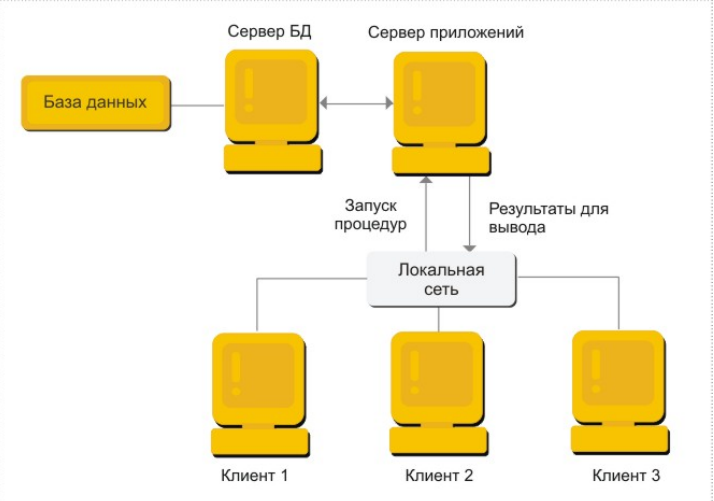 Сервер БД
Сервер приложений
База данных
Запуск
процедур
Результаты для
вывода
Локальная
сеть
Клиент 1
Клиент 2
Клиент 3